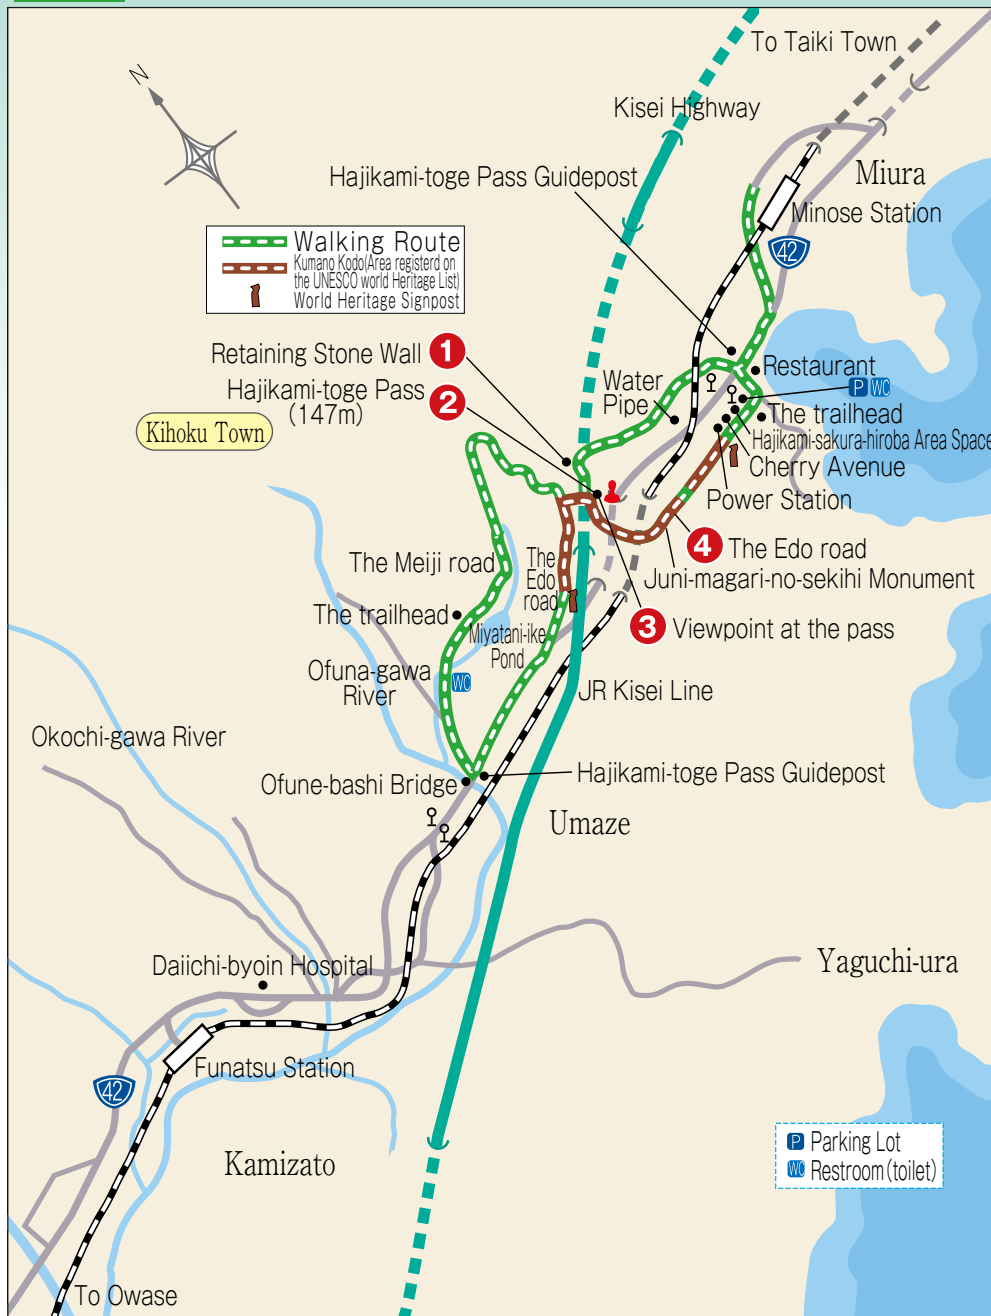 To Taiki Town
N
Kisei Highway
Hajikami-toge Pass Guidepost
Miura
Minose Station
42
Walking Route
Kumano Kodo(Area registerd on
the UNESCO world Heritage List)
World Heritage Signpost
Retaining Stone Wall 1
Hajikami-toge Pass
(147m)
2
Restaurant
Water
Pipe
P WC
The trailhead
Kihoku Town
Hajikami-sakura-hiroba Area Space
Cherry Avenue
Power Station
4 The Edo road
The Meiji road
The
Edo
road
Juni-magari-no-sekihi Monument
The trailhead
3 Viewpoint at the pass
Miyatani-ike
Pond
Ofuna-gawa
River
WC
JR Kisei Line
Okochi-gawa River
Hajikami-toge Pass Guidepost
Ofune-bashi Bridge
Umaze
Yaguchi-ura
Daiichi-byoin Hospital
Funatsu Station
42
P Parking Lot
WC Restroom(toilet)
Kamizato
To Owase